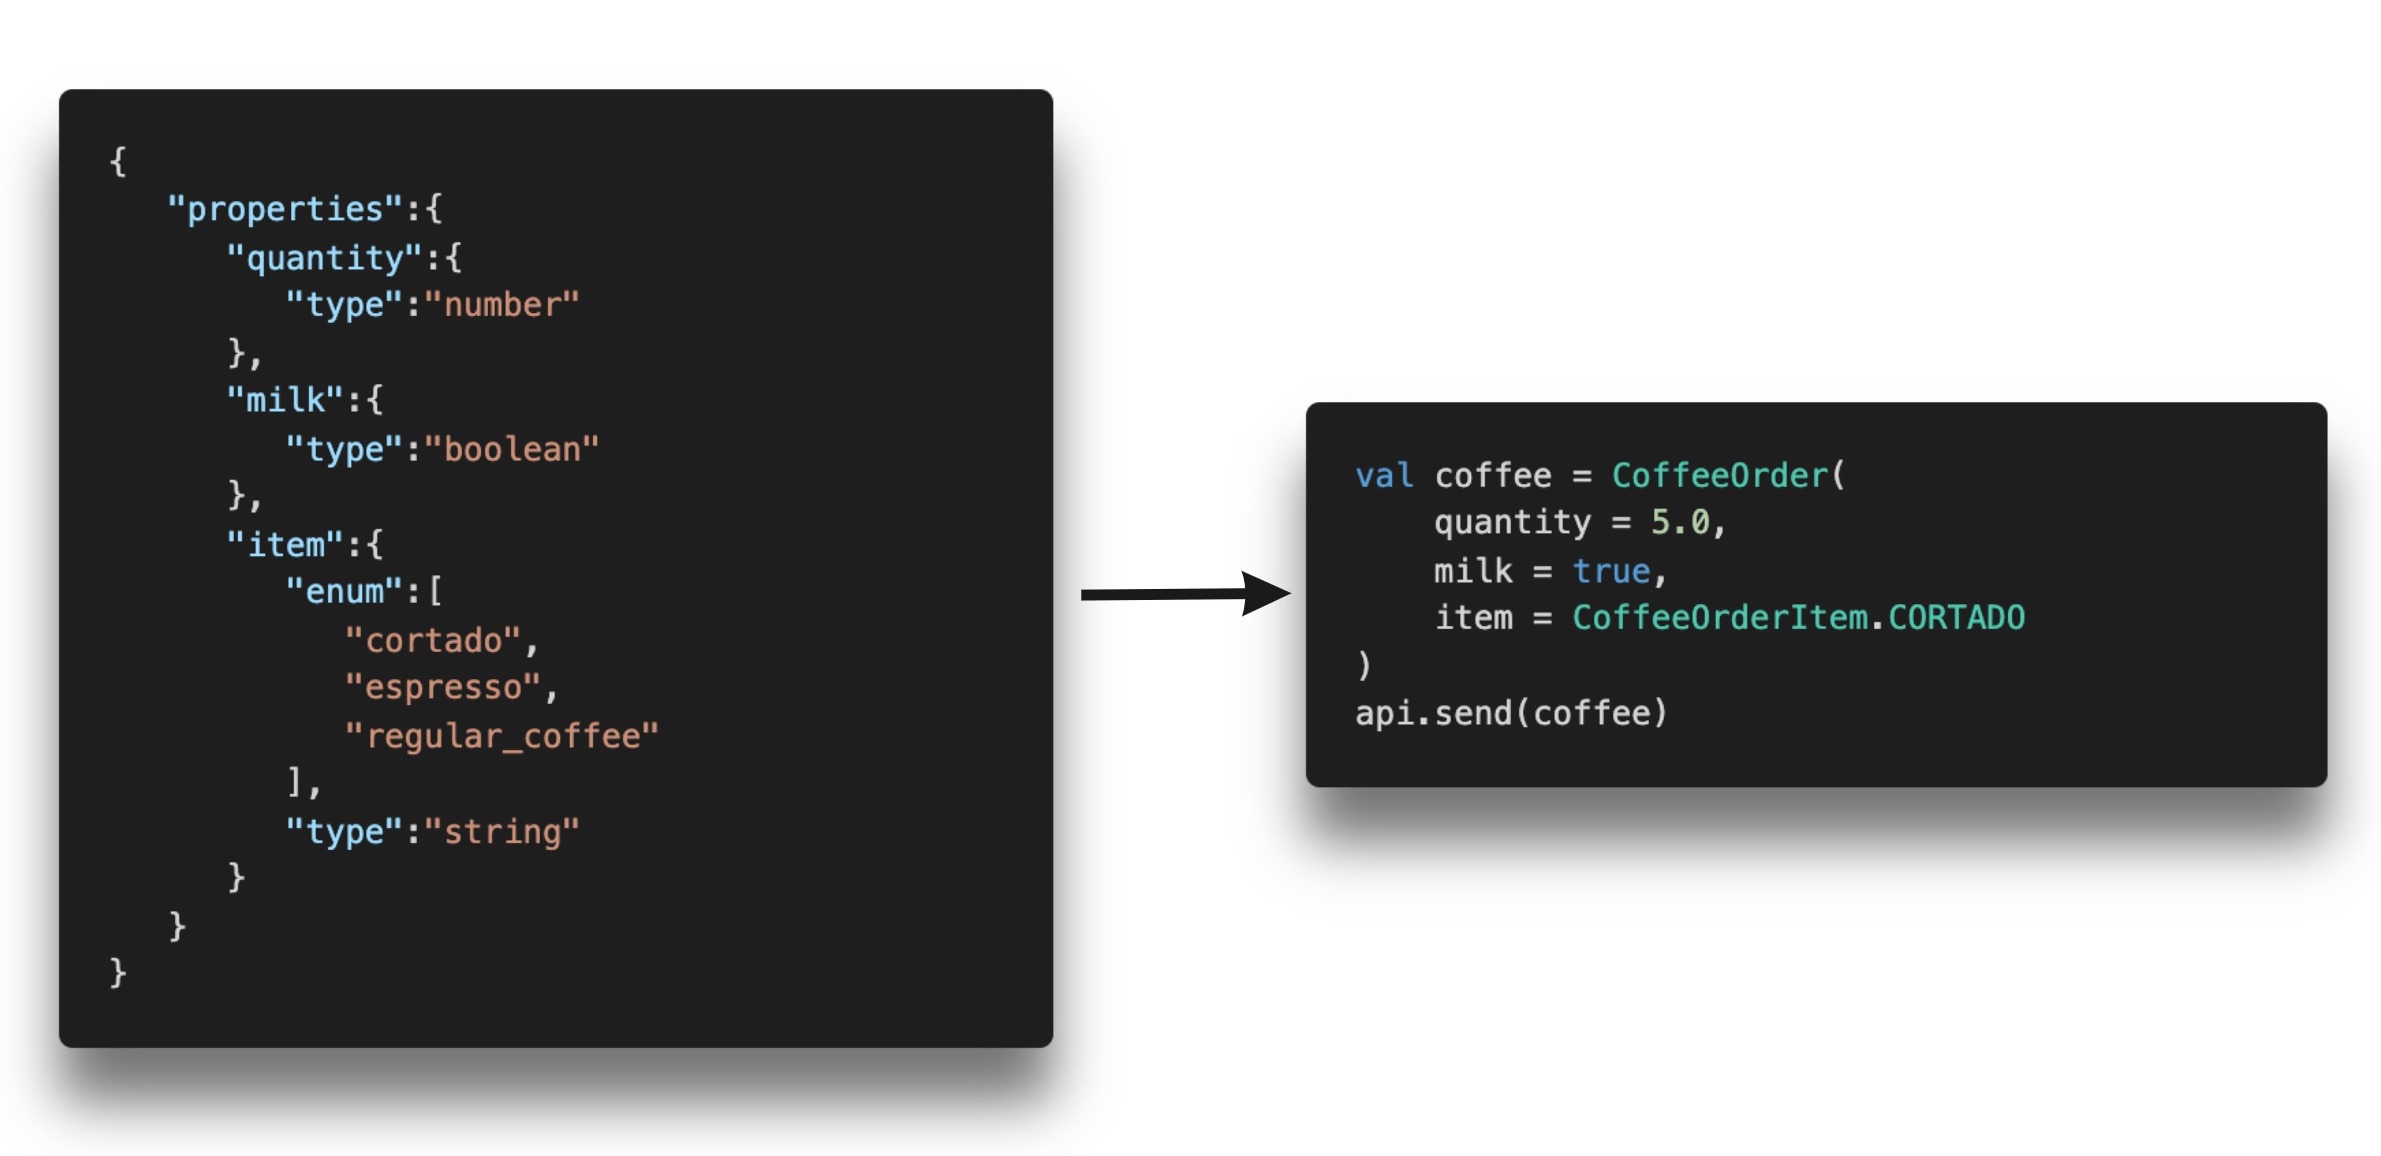 {
   "properties":{
      "quantity":{
         "type":"number"
      },
      "milk":{
         "type":"boolean"
      },
      "item":{
         "enum":[
            "cortado",
            "espresso",
            "regular_coffee"
         ],
         "type":"string"
      }
   }
}
val coffee = CoffeeOrder(
    quantity = 5.0,
    milk = true,
    item = CoffeeOrderItem.CORTADO
)
api.send(coffee)